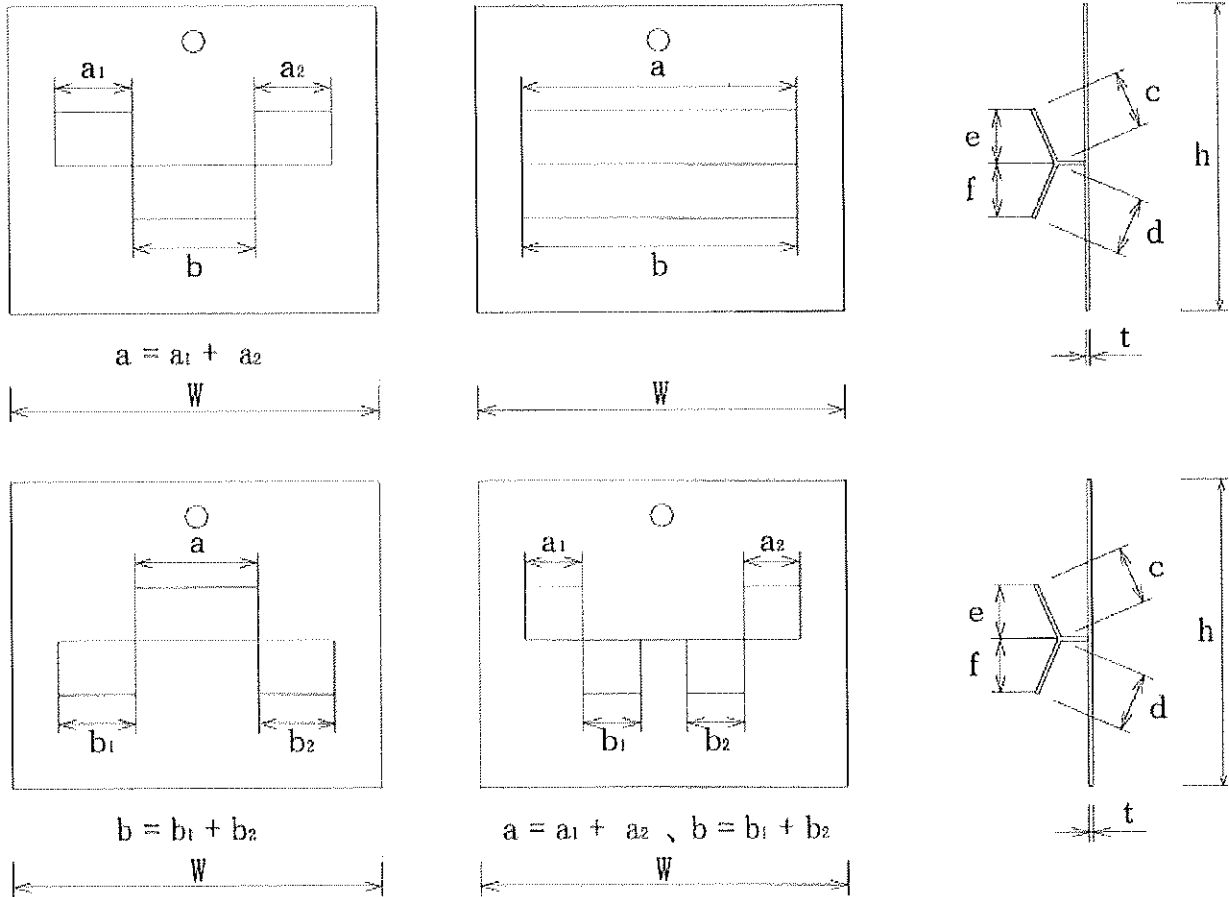 a₁ a₂
b
a = a₁ + a₂
W
a
b
W
c
e
f
d
h
t
a
b₁ b₂
b = b₁ + b₂
W
a₁ a₂
b₁ b₂
a = a₁ + a₂ 、 b = b₁ + b₂
W
c
e
f
d
h
t